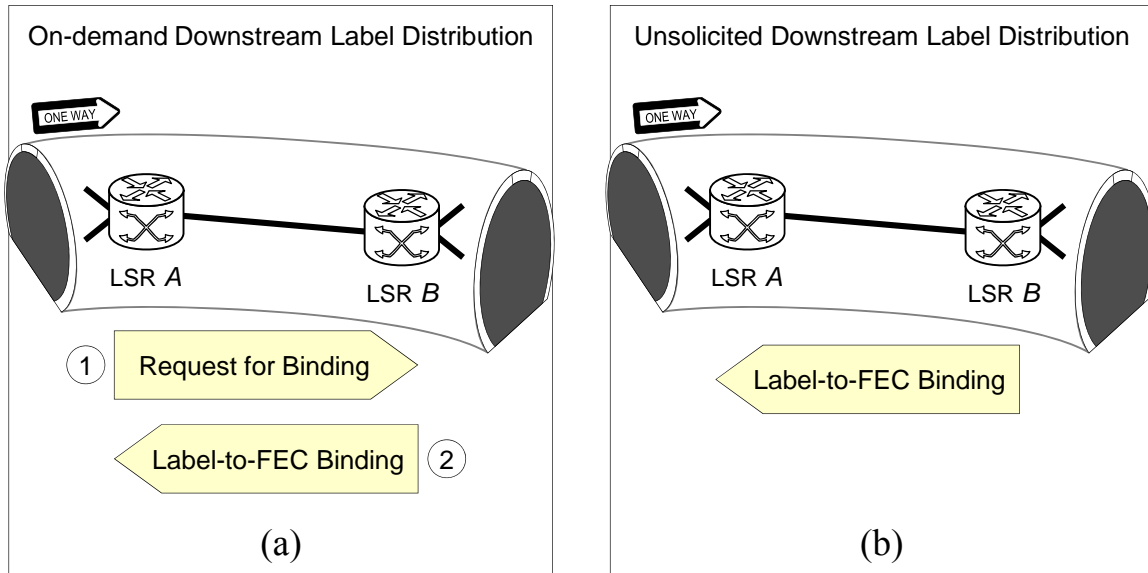 On-demand Downstream Label Distribution
ONE WAY
LSR A
LSR B
1
Request for Binding
Label-to-FEC Binding
2
(a)
Unsolicited Downstream Label Distribution
ONE WAY
LSR A
LSR B
Label-to-FEC Binding
(b)